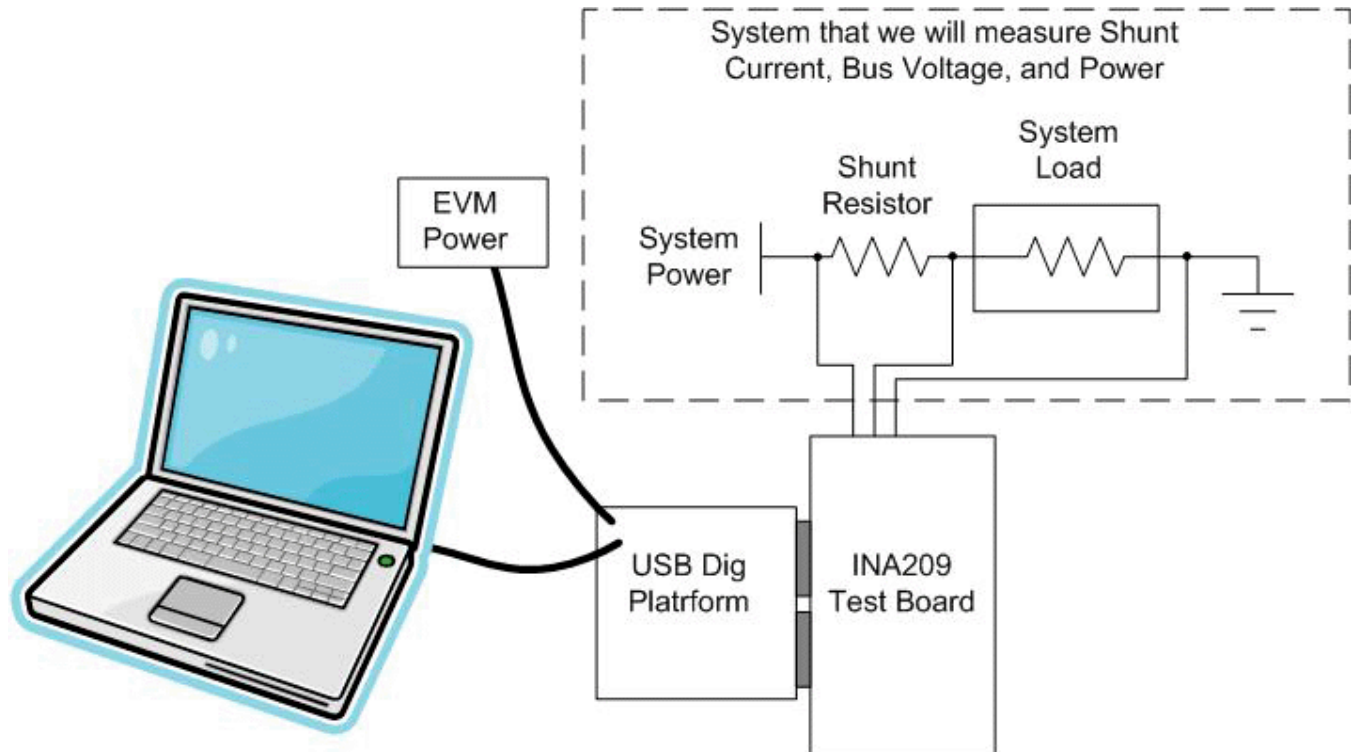 System that we will measure Shunt
Current, Bus Voltage, and Power
System
Load
Shunt
Resistor
System
Power
EVM
Power
USB Dig
Platrform
INA209
Test Board